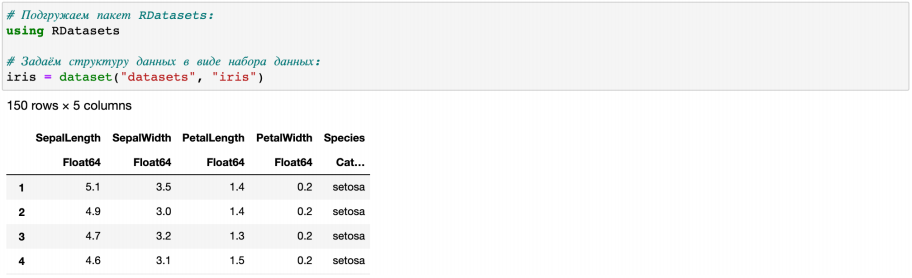 # Подгружаем пакет RDatasets:
using RDatasets
# Задаём структуру данных в виде набора данных:
iris = dataset("datasets", "iris")
150 rows × 5 columns
SepalLength SepalWidth PetalLength PetalWidth Species
Float64 Float64 Float64 Float64 Cat…
1 5.1 3.5 1.4 0.2 setosa
2 4.9 3.0 1.4 0.2 setosa
3 4.7 3.2 1.3 0.2 setosa
4 4.6 3.1 1.5 0.2 setosa